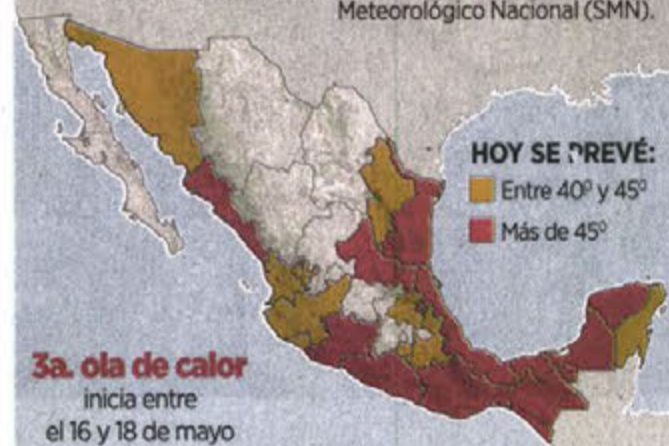 Meteorológico Nacional (SMN).
HOY SE PREVÉ:
Entre 40º y 45º
Más de 45º
3a. ola de calor
inicia entre
el 16 y 18 de mayo